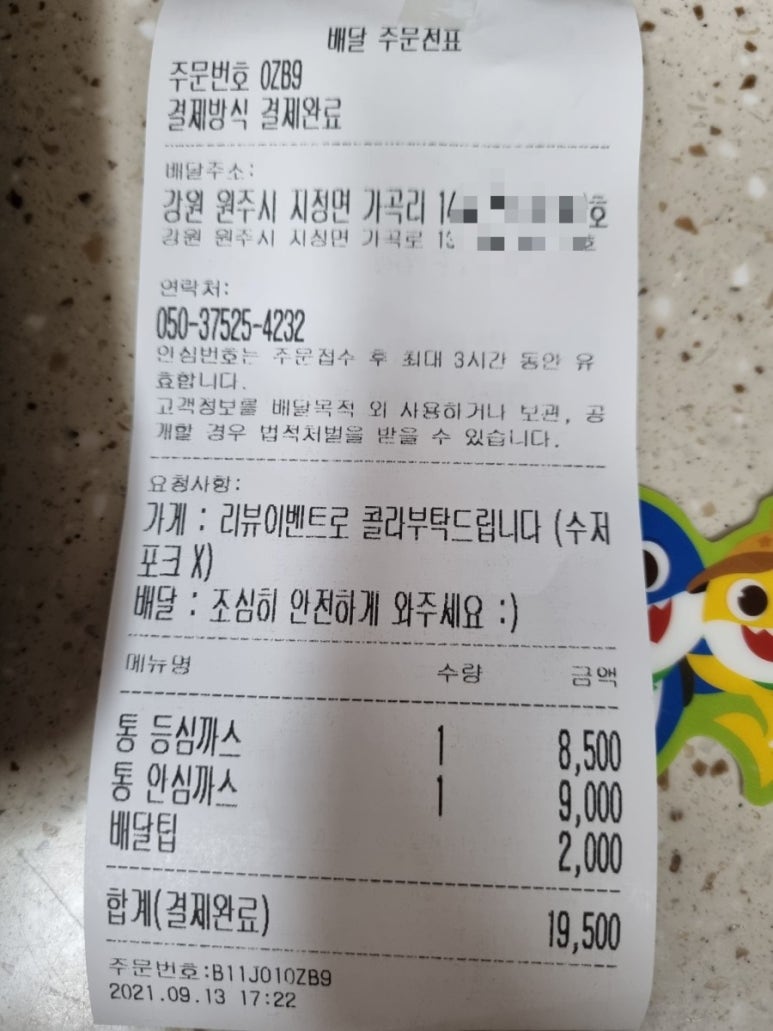 배달 주문전표
주문번호 0ZB9
결제방식 결제완료
배달주소:
강원 원주시 지정면 가곡리 14 호
강원 원주시 지정면 가곡로 13 호
연락처:
050-37525-4232
안심번호는 주문접수 후 최대 3시간 동안 유
효합니다.
고객정보를 배달목적 외 사용하거나 보관, 공
개할 경우 법적처벌을 받을 수 있습니다.
요청사항:
가게 : 리뷰이벤트로 콜라부탁드립니다 (수저
포크 X)
배달 : 조심히 안전하게 와주세요 :)
메뉴명 수량 금액
통 등심까스 1 8,500
통 안심까스 1 9,000
배달팁 2,000
합계(결제완료) 19,500
주문번호:B11J010ZB9
2021.09.13 17:22